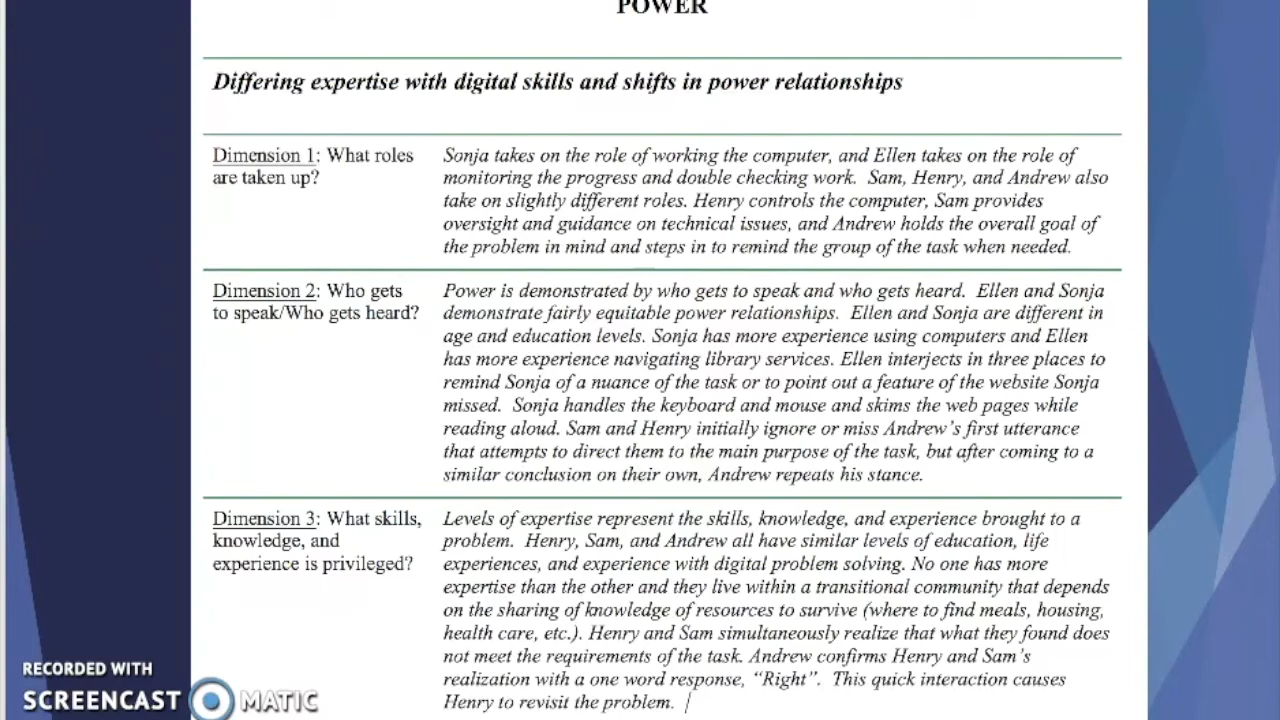 POWER
Differing expertise with digital skills and shifts in power relationships
Dimension 1: What roles
are taken up?
Sonja takes on the role of working the computer, and Ellen takes on the role of
monitoring the progress and double checking work.  Sam, Henry, and Andrew also
take on slightly different roles. Henry controls the computer, Sam provides
oversight and guidance on technical issues, and Andrew holds the overall goal of
the problem in mind and steps in to remind the group of the task when needed.
Dimension 2: Who gets
to speak/Who gets heard?
Power is demonstrated by who gets to speak and who gets heard.  Ellen and Sonja
demonstrate fairly equitable power relationships.  Ellen and Sonja are different in
age and education levels. Sonja has more experience using computers and Ellen
has more experience navigating library services. Ellen interjects in three places to
remind Sonja of a nuance of the task or to point out a feature of the website Sonja
missed.  Sonja handles the keyboard and mouse and skims the web pages while
reading aloud. Sam and Henry initially ignore or miss Andrew's first utterance
that attempts to direct them to the main purpose of the task, but after coming to a
similar conclusion on their own, Andrew repeats his stance.
Dimension 3: What skills,
knowledge, and
experience is privileged?
Levels of expertise represent the skills, knowledge, and experience brought to a
problem.  Henry, Sam, and Andrew all have similar levels of education, life
experiences, and experience with digital problem solving. No one has more
expertise than the other and they live within a transitional community that depends
on the sharing of knowledge of resources to survive (where to find meals, housing,
health care, etc.). Henry and Sam simultaneously realize that what they found does
not meet the requirements of the task. Andrew confirms Henry and Sam's
realization with a one word response, "Right".  This quick interaction causes
Henry to revisit the problem.
RECORDED WITH
SCREENCAST MATIC